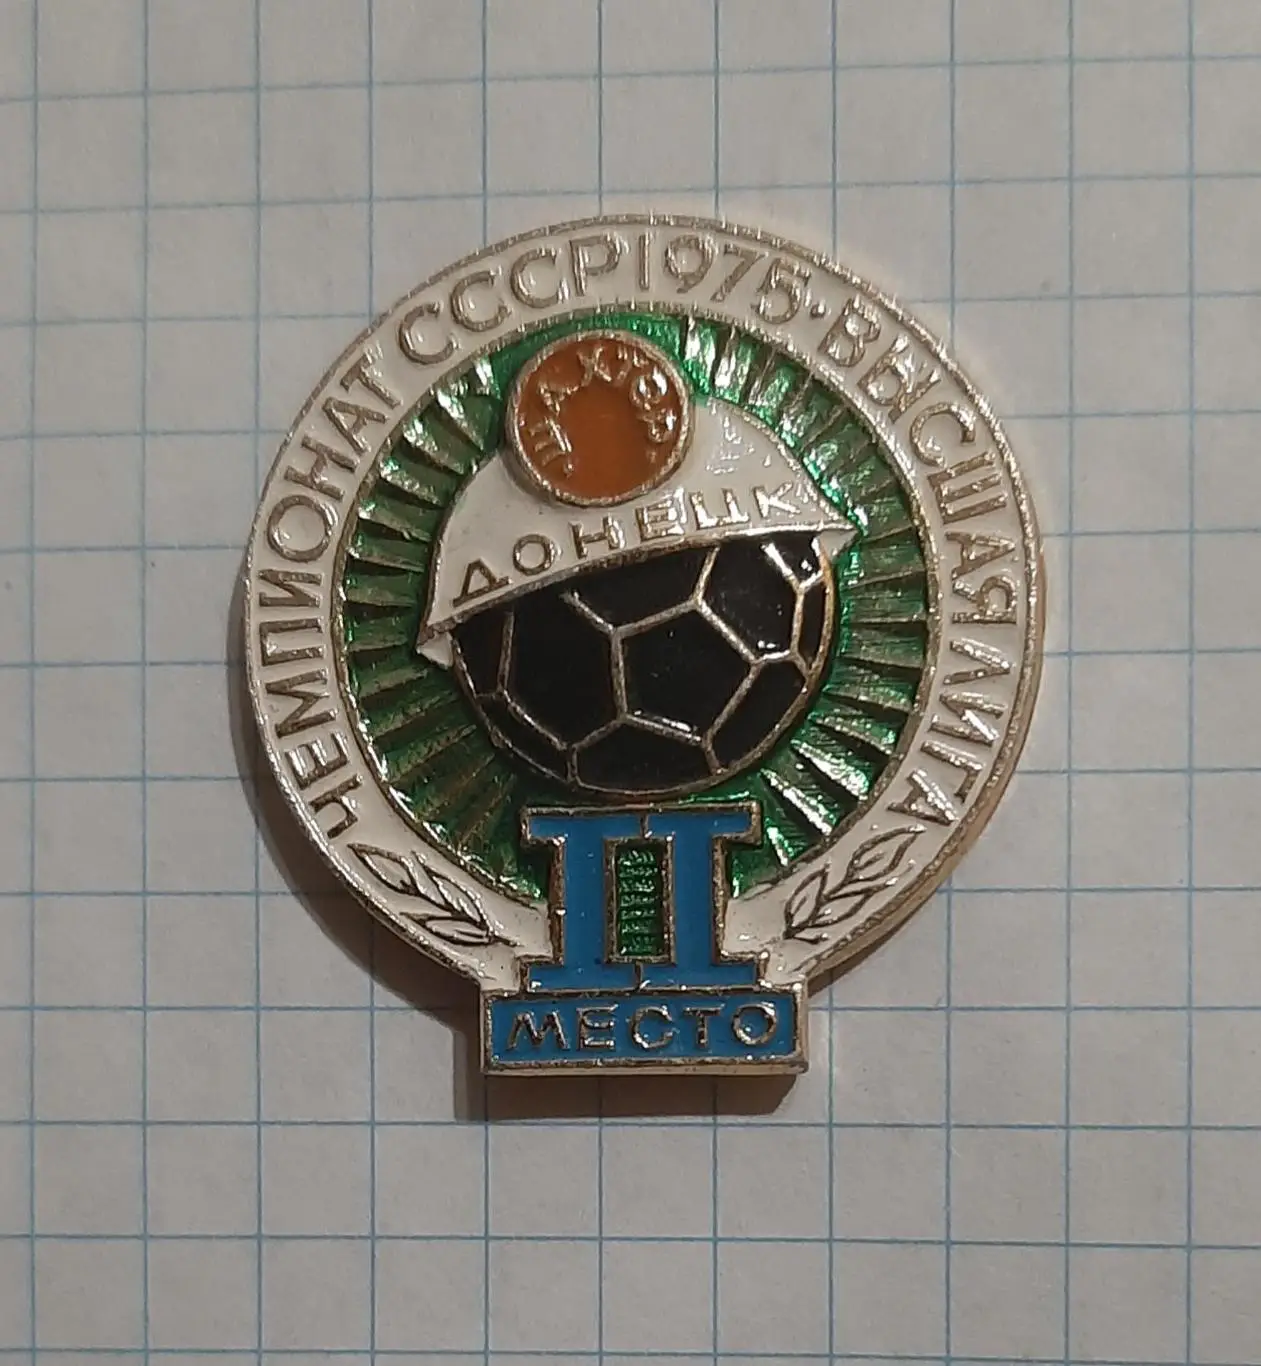 ЧЕМПИОНАТ СССР 1975 · ВЫСШАЯ ЛИГА
ШАХТЕР
ДОНЕЦК
II
МЕСТО